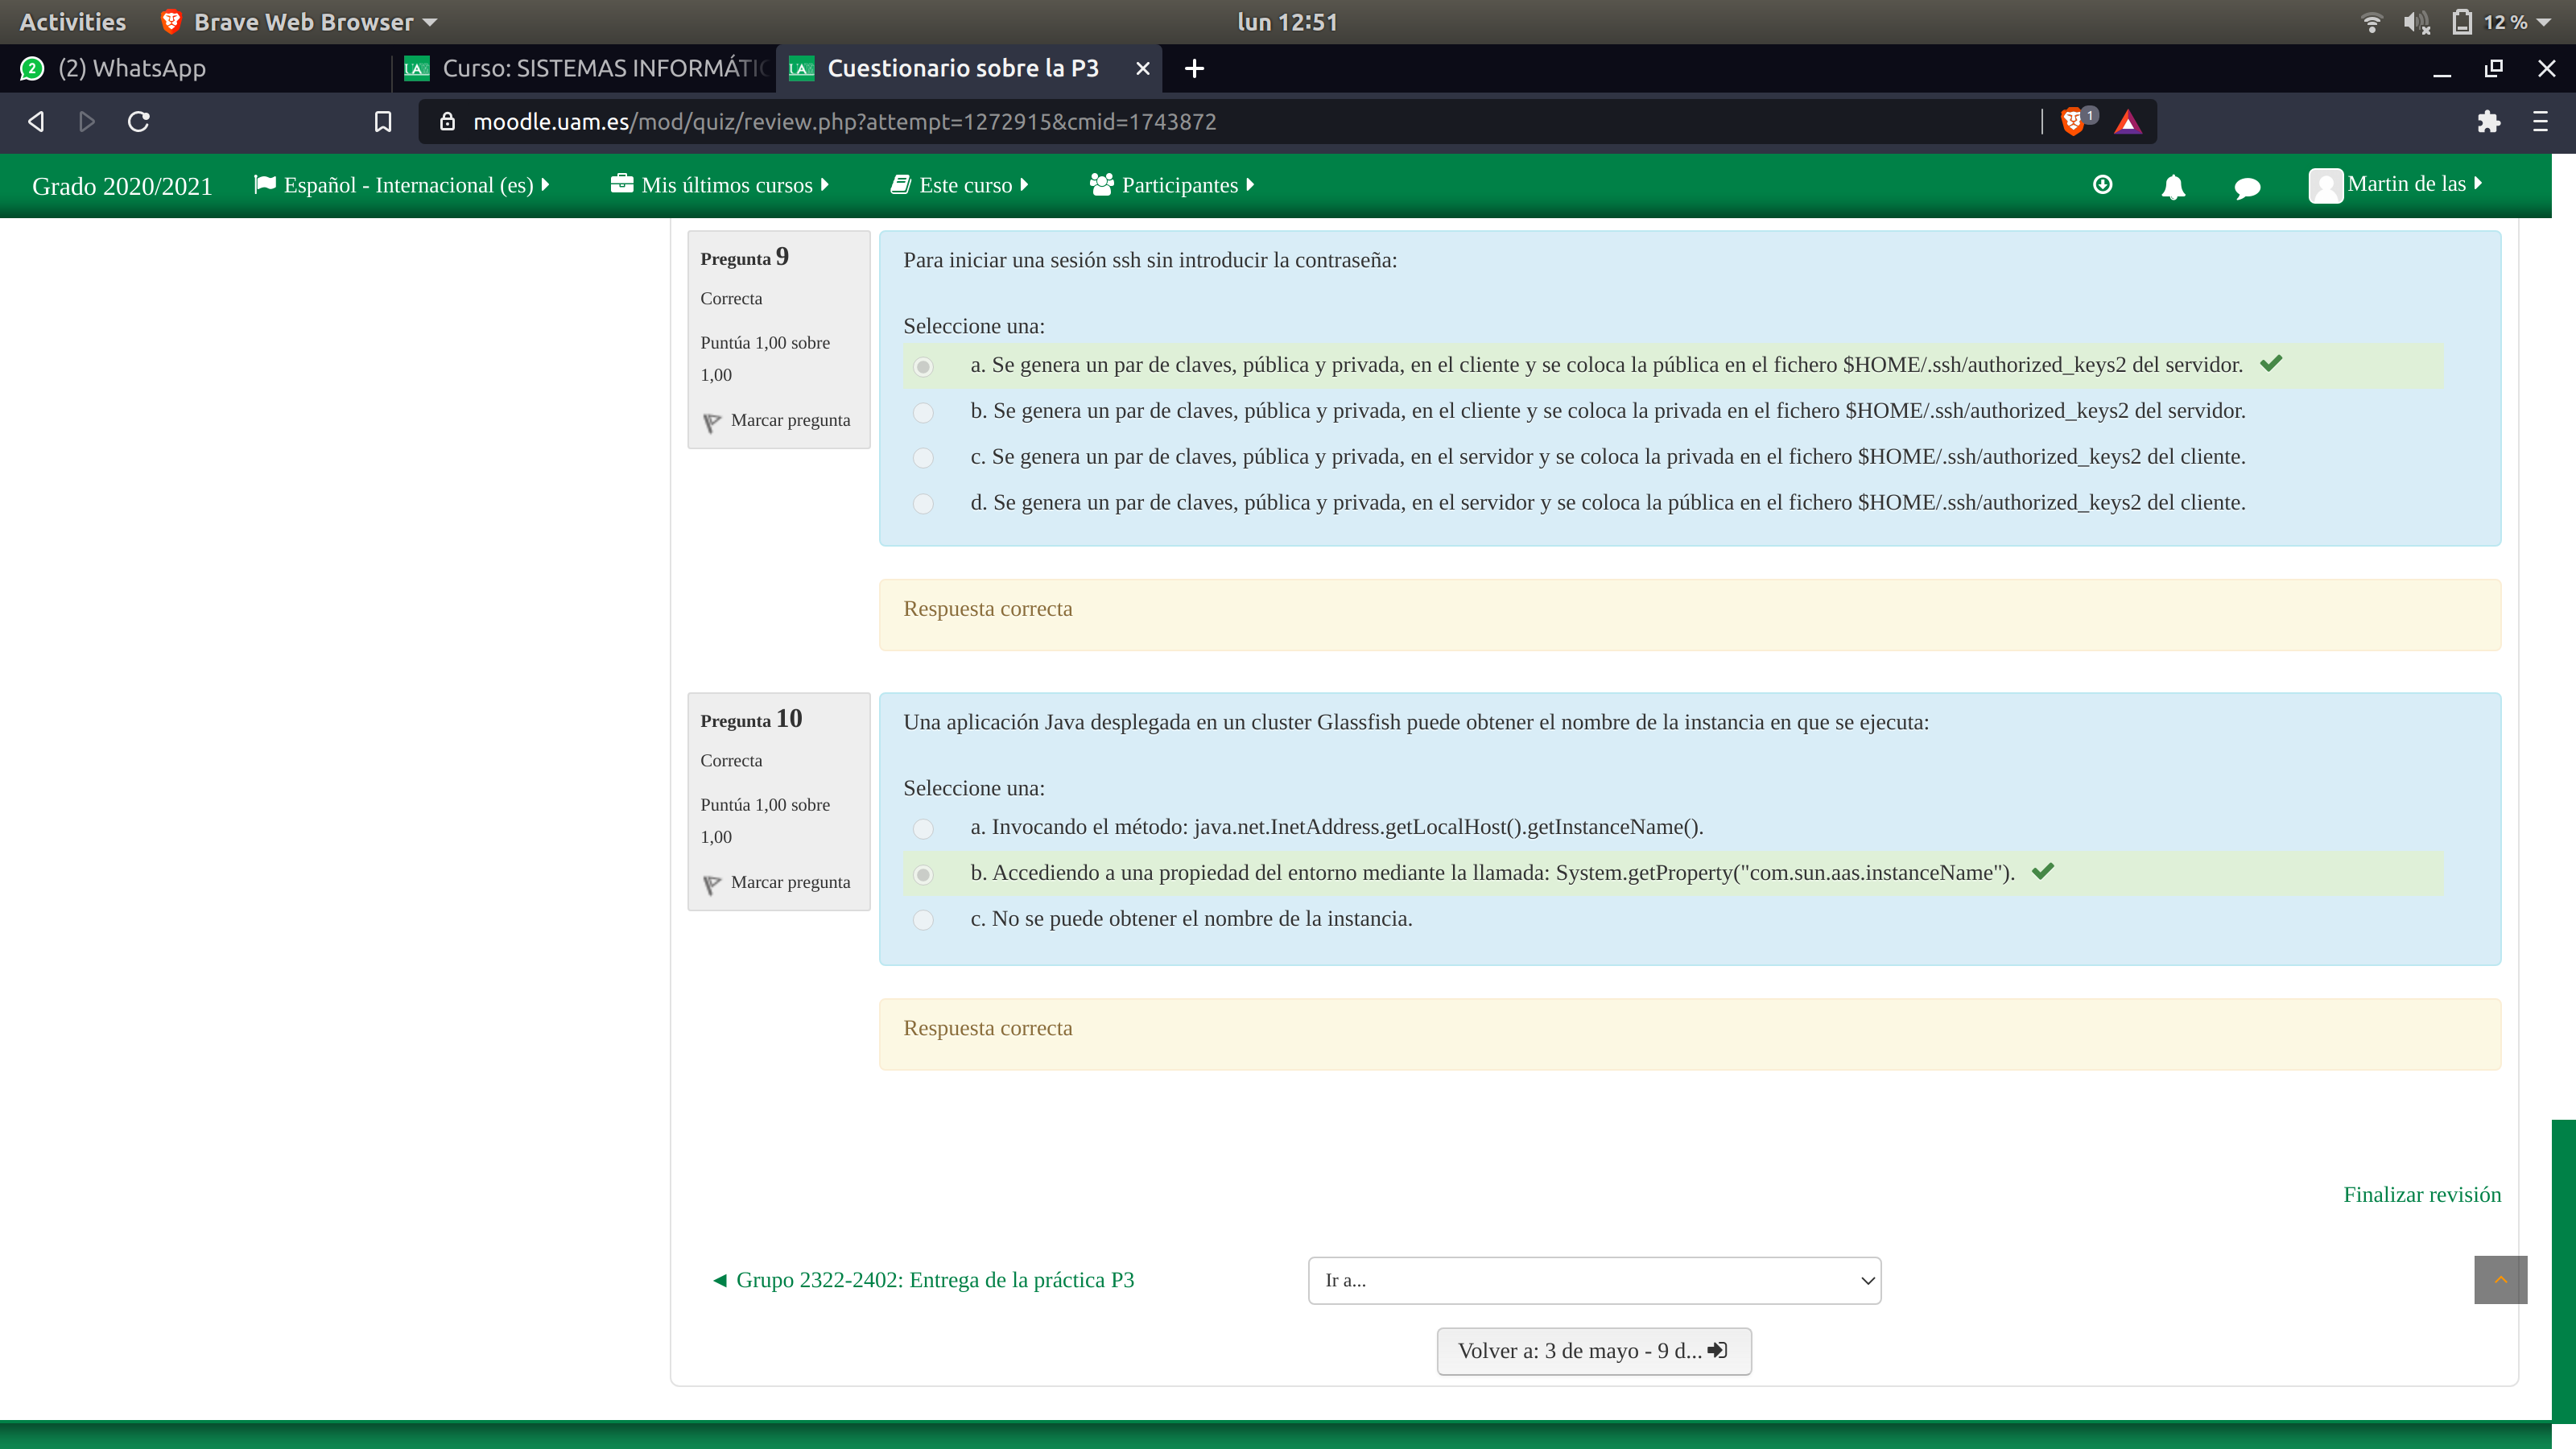 Activities
Brave Web Browser
lun 12:51
12 %
2
(2) WhatsApp
UA
Curso: SISTEMAS INFORMÁTIC
UA
Cuestionario sobre la P3
moodle.uam.es/mod/quiz/review.php?attempt=1272915&cmid=1743872
1
Grado 2020/2021
Español - Internacional (es)
Mis últimos cursos
Este curso
Participantes
Martin de las
Pregunta 9
Correcta
Puntúa 1,00 sobre
1,00
Marcar pregunta
Para iniciar una sesión ssh sin introducir la contraseña:
Seleccione una:
a. Se genera un par de claves, pública y privada, en el cliente y se coloca la pública en el fichero $HOME/.ssh/authorized_keys2 del servidor.
b. Se genera un par de claves, pública y privada, en el cliente y se coloca la privada en el fichero $HOME/.ssh/authorized_keys2 del servidor.
c. Se genera un par de claves, pública y privada, en el servidor y se coloca la privada en el fichero $HOME/.ssh/authorized_keys2 del cliente.
d. Se genera un par de claves, pública y privada, en el servidor y se coloca la pública en el fichero $HOME/.ssh/authorized_keys2 del cliente.
Respuesta correcta
Pregunta 10
Correcta
Puntúa 1,00 sobre
1,00
Marcar pregunta
Una aplicación Java desplegada en un cluster Glassfish puede obtener el nombre de la instancia en que se ejecuta:
Seleccione una:
a. Invocando el método: java.net.InetAddress.getLocalHost().getInstanceName().
b. Accediendo a una propiedad del entorno mediante la llamada: System.getProperty("com.sun.aas.instanceName").
c. No se puede obtener el nombre de la instancia.
Respuesta correcta
Finalizar revisión
◄ Grupo 2322-2402: Entrega de la práctica P3
Ir a...
Volver a: 3 de mayo - 9 d...